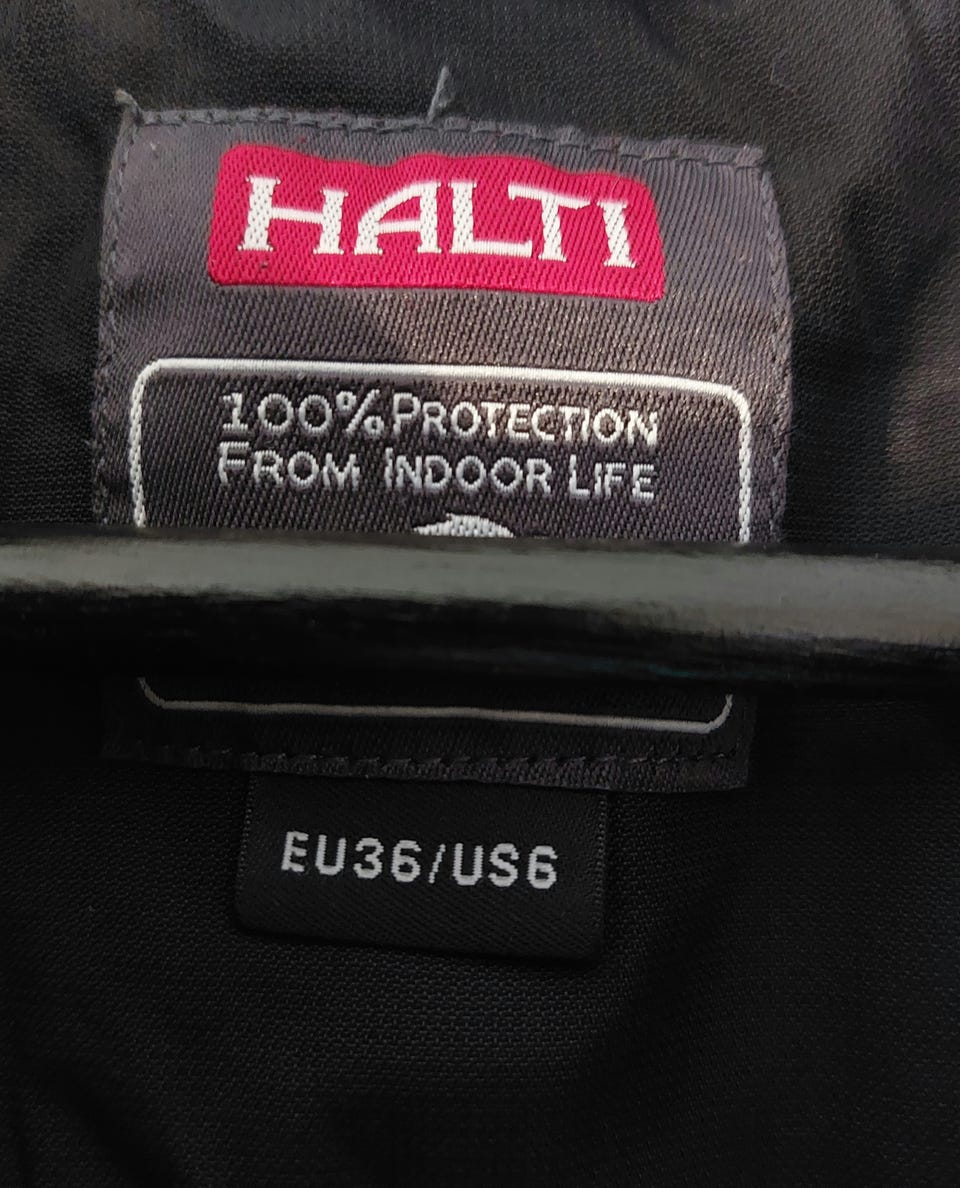 HALTI
100% PROTECTION
FROM INDOOR LIFE
EU36/US6